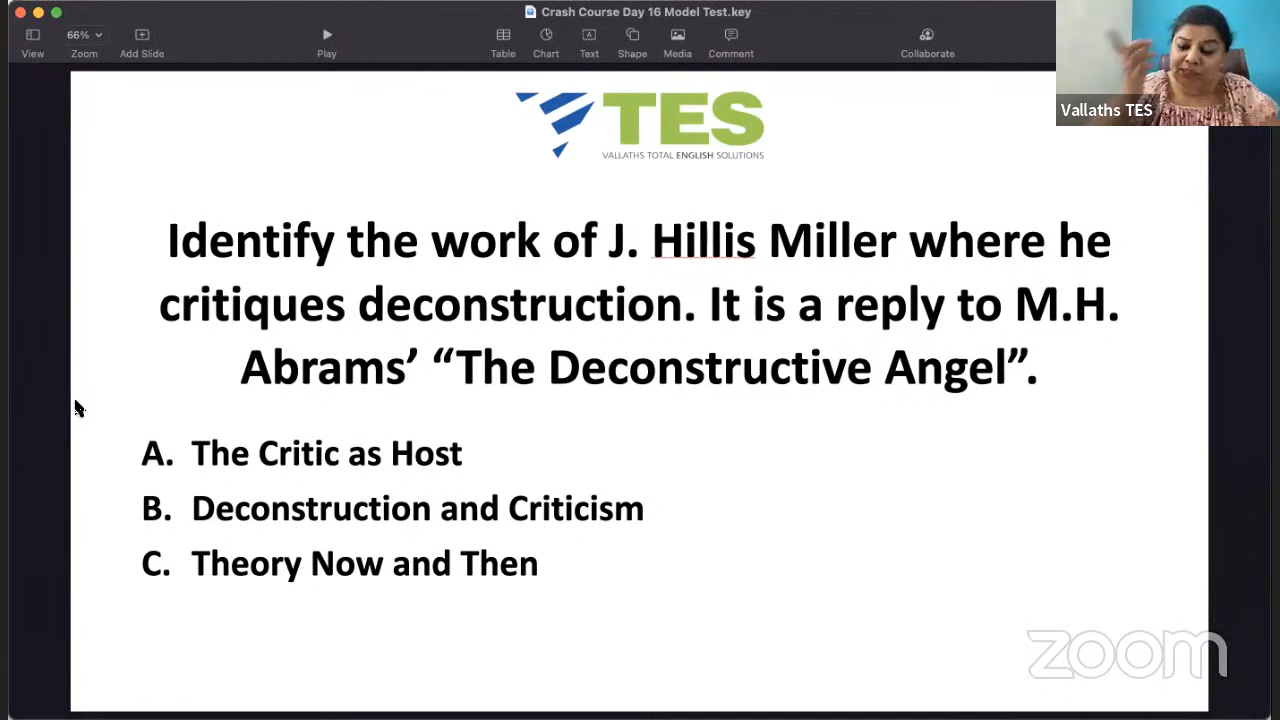 Crash Course Day 16 Model Test.key
66%
View
Zoom
Add Slide
Play
Table
Chart
Text
Shape
Media
Comment
Collaborate
Vallaths TES
TES
VALLATHS TOTAL ENGLISH SOLUTIONS
Identify the work of J. Hillis Miller where he
critiques deconstruction. It is a reply to M.H.
Abrams’ “The Deconstructive Angel”.
A. The Critic as Host
B. Deconstruction and Criticism
C. Theory Now and Then
zoom